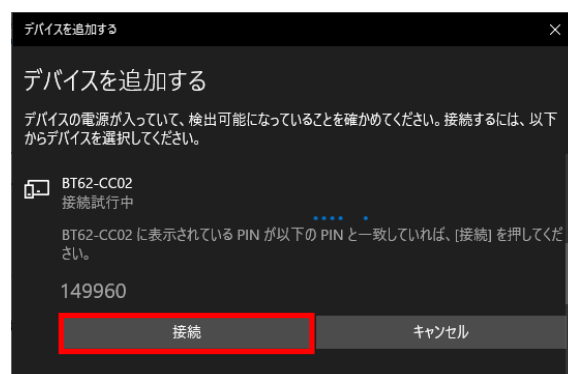 デバイスを追加する
デバイスを追加する
デバイスの電源が入っていて、検出可能になっていることを確かめてください。接続するには、以下
からデバイスを選択してください。
BT62-CC02
接続試行中
BT62-CC02 に表示されている PIN が以下の PIN と一致していれば、[接続] を押してくだ
さい。
149960
接続
キャンセル